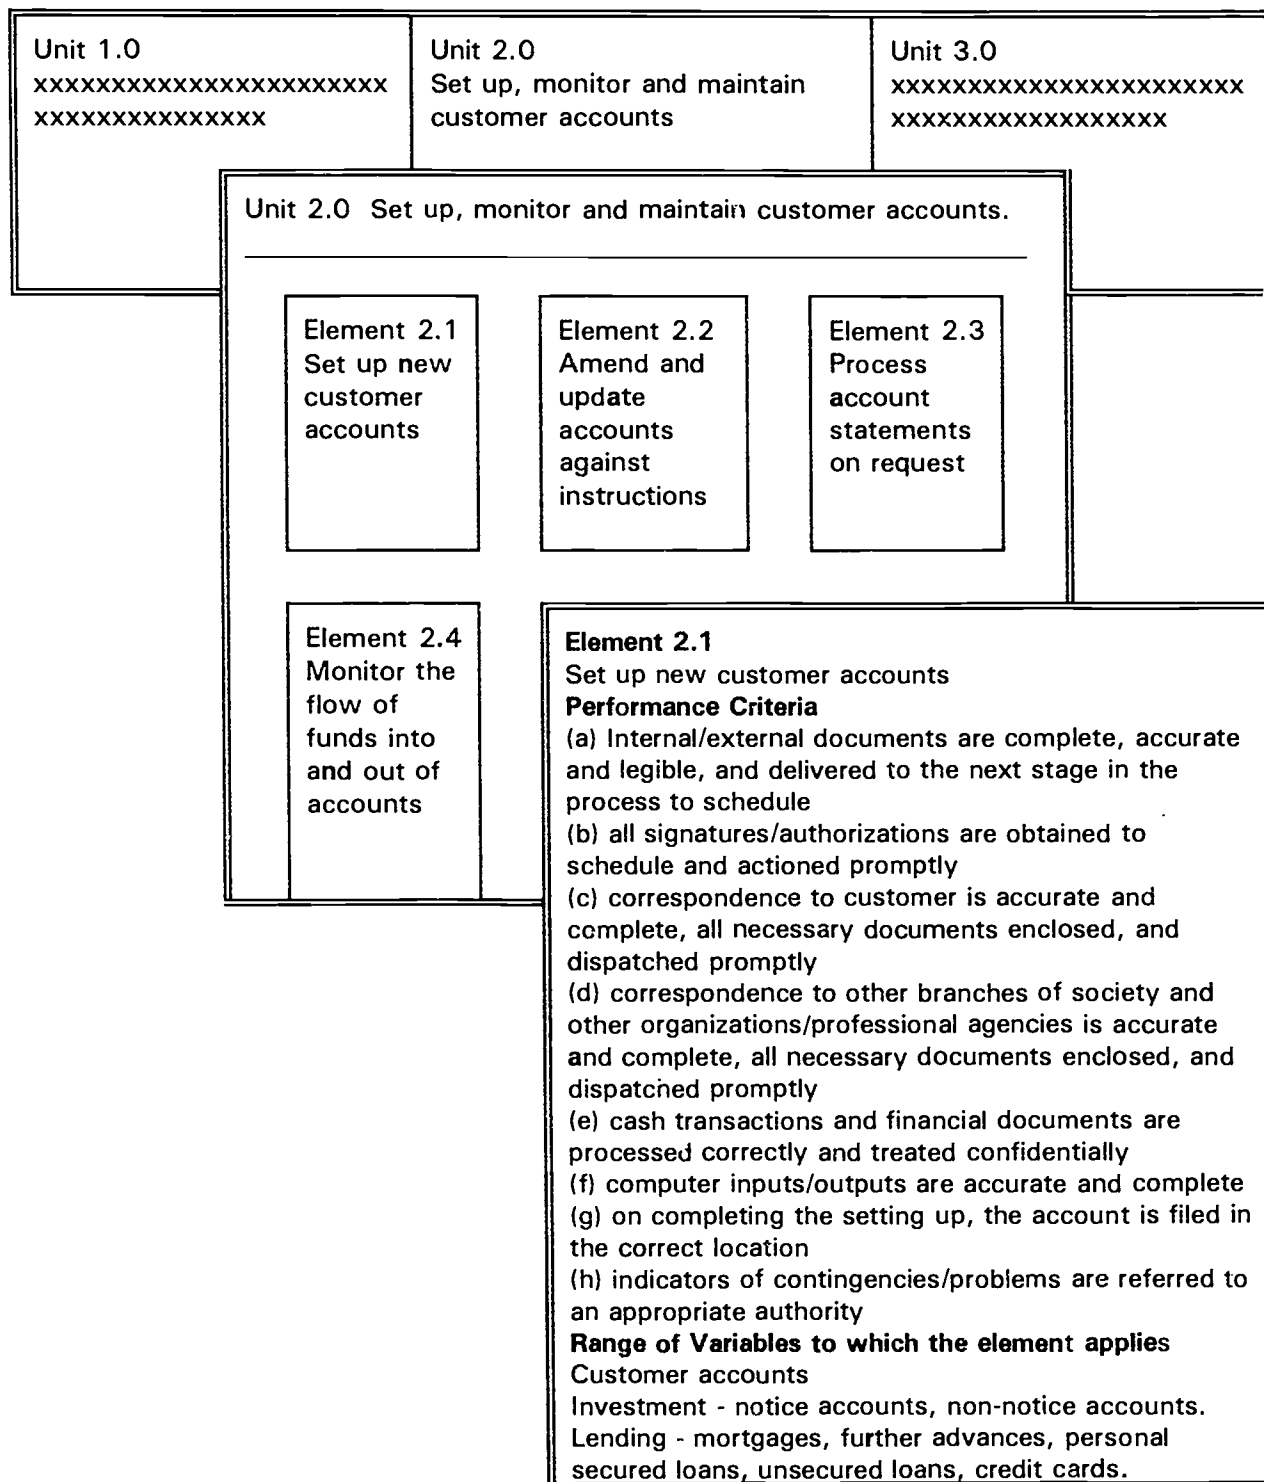 Unit 1.0
xxxxxxxxxxxxxxxxxxxxxxx
xxxxxxxxxxxxxxx
Unit 2.0
Set up, monitor and maintain
customer accounts
Unit 3.0
xxxxxxxxxxxxxxxxxxxxxxx
xxxxxxxxxxxxxxxxxx
Unit 2.0 Set up, monitor and maintain customer accounts.
Element 2.1
Set up new
customer
accounts
Element 2.2
Amend and
update
accounts
against
instructions
Element 2.3
Process
account
statements
on request
Element 2.4
Monitor the
flow of
funds into
and out of
accounts
Element 2.1
Set up new customer accounts
Performance Criteria
(a) Internal/external documents are complete, accurate
and legible, and delivered to the next stage in the
process to schedule
(b) all signatures/authorizations are obtained to
schedule and actioned promptly
(c) correspondence to customer is accurate and
complete, all necessary documents enclosed, and
dispatched promptly
(d) correspondence to other branches of society and
other organizations/professional agencies is accurate
and complete, all necessary documents enclosed, and
dispatched promptly
(e) cash transactions and financial documents are
processed correctly and treated confidentially
(f) computer inputs/outputs are accurate and complete
(g) on completing the setting up, the account is filed in
the correct location
(h) indicators of contingencies/problems are referred to
an appropriate authority
Range of Variables to which the element applies
Customer accounts
Investment - notice accounts, non-notice accounts.
Lending - mortgages, further advances, personal
secured loans, unsecured loans, credit cards.